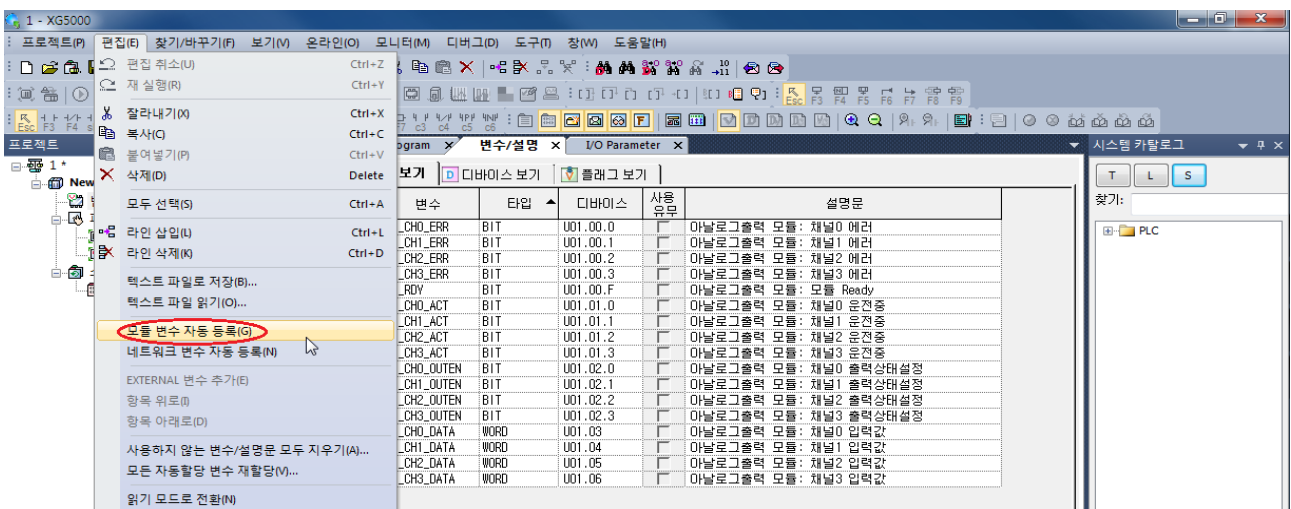 1 - XG5000
프로젝트(P) 편집(E) 찾기/바꾸기(F) 보기(V) 온라인(O) 모니터(M) 디버그(D) 도구(T) 창(W) 도움말(H)
편집 취소(U) Ctrl+Z
재 실행(R) Ctrl+Y
잘라내기(X) Ctrl+X
복사(C) Ctrl+C
붙여넣기(P) Ctrl+V
삭제(D) Delete
모두 선택(S) Ctrl+A
라인 삽입(L) Ctrl+L
라인 삭제(K) Ctrl+D
텍스트 파일로 저장(B)...
텍스트 파일 읽기(O)...
모듈 변수 자동 등록(G)
네트워크 변수 자동 등록(N)
EXTERNAL 변수 추가(E)
항목 위로(I)
항목 아래로(D)
사용하지 않는 변수/설명문 모두 지우기(A)...
모든 자동할당 변수 재할당(V)...
읽기 모드로 전환(N)
Esc F3 F4 F5 F6 F7 F8 F9
Esc F3 F4
c3 c4 c5 c6
프로젝트
1 *
New
ogram 변수/설명 I/O Parameter
보기 디바이스 보기 플래그 보기
변수 타입 디바이스 사용 유무 설명문
_CH0_ERR BIT U01.00.0 아날로그출력 모듈: 채널0 에러
_CH1_ERR BIT U01.00.1 아날로그출력 모듈: 채널1 에러
_CH2_ERR BIT U01.00.2 아날로그출력 모듈: 채널2 에러
_CH3_ERR BIT U01.00.3 아날로그출력 모듈: 채널3 에러
_RDY BIT U01.00.F 아날로그출력 모듈: 모듈 Ready
_CH0_ACT BIT U01.01.0 아날로그출력 모듈: 채널0 운전중
_CH1_ACT BIT U01.01.1 아날로그출력 모듈: 채널1 운전중
_CH2_ACT BIT U01.01.2 아날로그출력 모듈: 채널2 운전중
_CH3_ACT BIT U01.01.3 아날로그출력 모듈: 채널3 운전중
_CH0_OUTEN BIT U01.02.0 아날로그출력 모듈: 채널0 출력상태설정
_CH1_OUTEN BIT U01.02.1 아날로그출력 모듈: 채널1 출력상태설정
_CH2_OUTEN BIT U01.02.2 아날로그출력 모듈: 채널2 출력상태설정
_CH3_OUTEN BIT U01.02.3 아날로그출력 모듈: 채널3 출력상태설정
_CH0_DATA WORD U01.03 아날로그출력 모듈: 채널0 입력값
_CH1_DATA WORD U01.04 아날로그출력 모듈: 채널1 입력값
_CH2_DATA WORD U01.05 아날로그출력 모듈: 채널2 입력값
_CH3_DATA WORD U01.06 아날로그출력 모듈: 채널3 입력값
시스템 카탈로그
T L S
찾기:
PLC